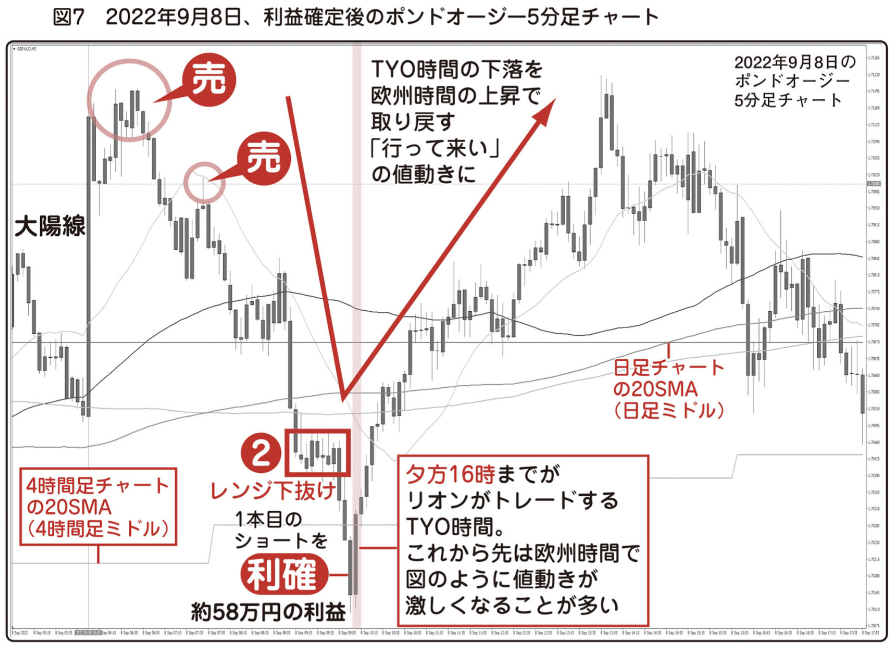 図7　2022年9月8日、利益確定後のポンドオージー5分足チャート
売
売
大陽線
TYO時間の下落を
欧州時間の上昇で
取り戻す
「行って来い」
の値動きに
2022年9月8日の
ポンドオージー
5分足チャート
日足チャート
の20SMA
（日足ミドル）
2
レンジ下抜け
4時間足チャート
の20SMA
（4時間足ミドル）
1本目の
ショートを
利確
約58万円の利益
夕方16時までが
リオンがトレードする
TYO時間。
これから先は欧州時間で
図のように値動きが
激しくなることが多い